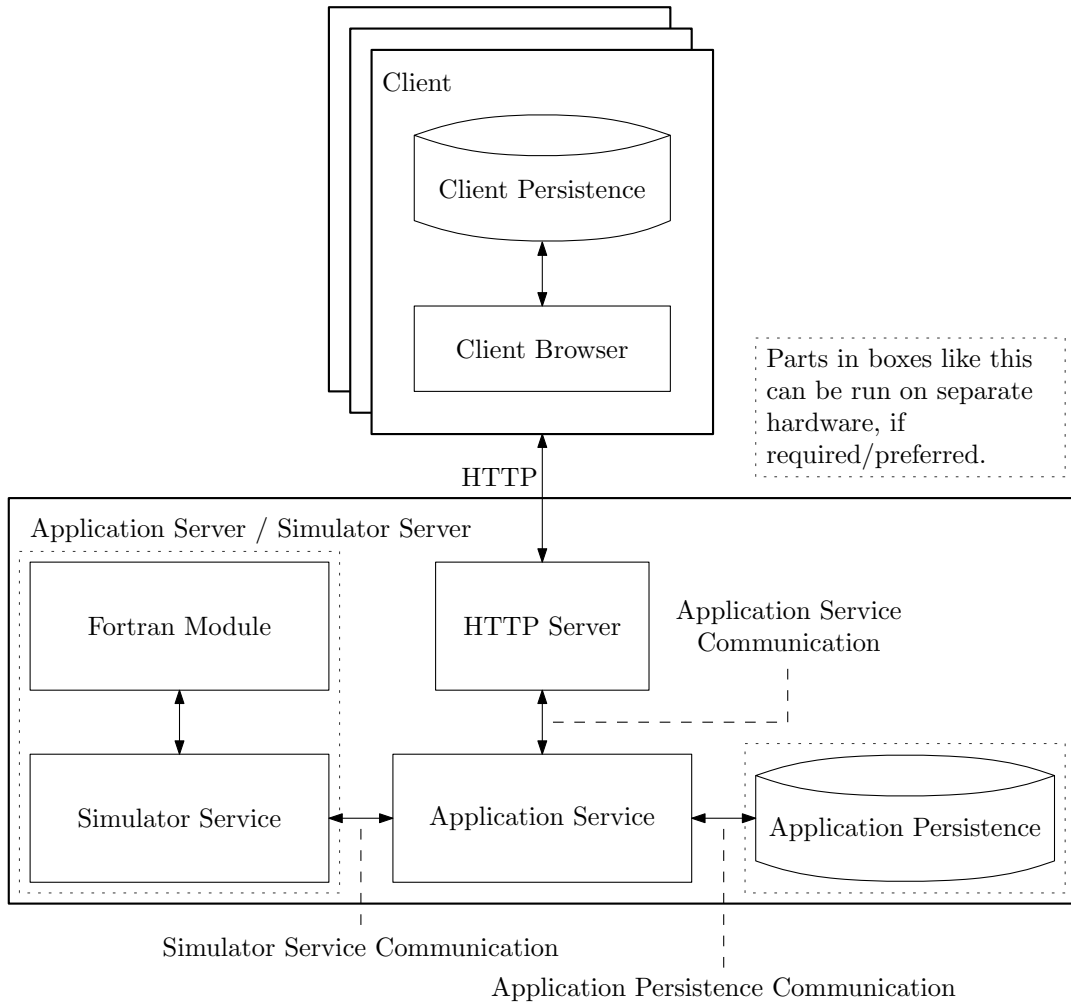 Client
Client Persistence
Client Browser
Parts in boxes like this
can be run on separate
hardware, if
required/preferred.
HTTP
Application Server / Simulator Server
Fortran Module
HTTP Server
Application Service
Communication
Simulator Service
Application Service
Application Persistence
Simulator Service Communication
Application Persistence Communication